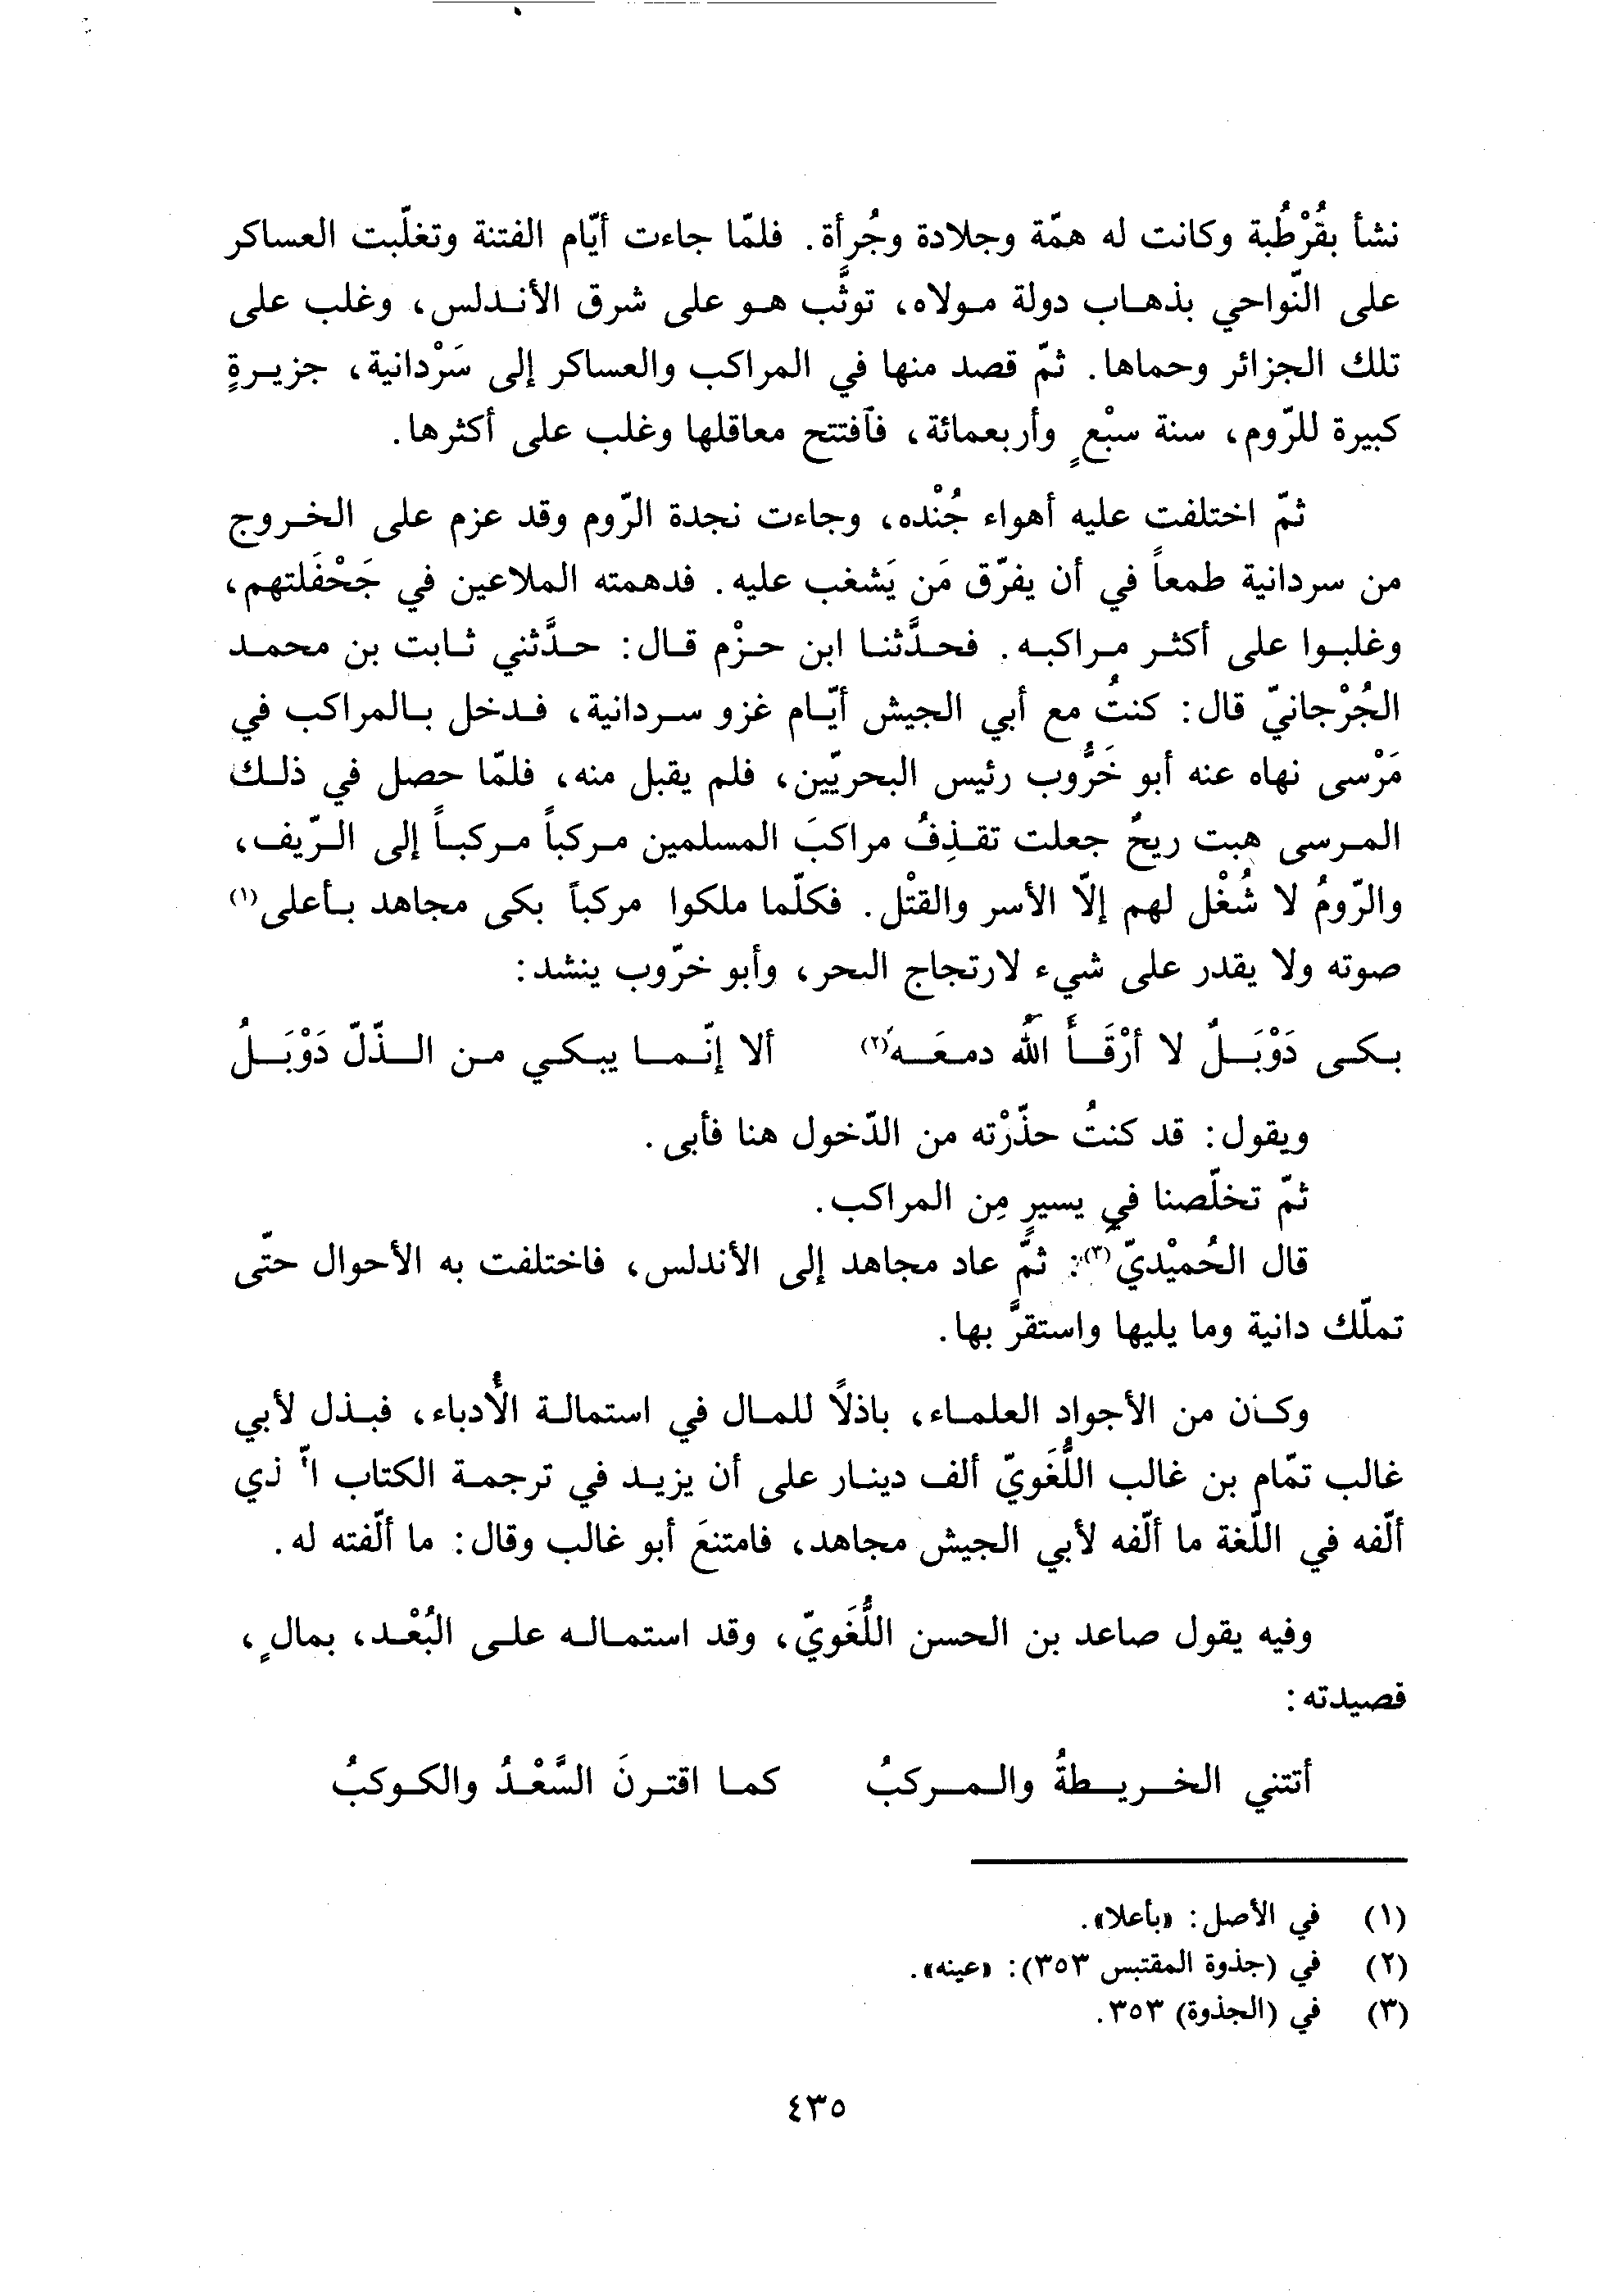 نشأ بقُرْطُبة وكانت له همّة وجلادة وجُرأة. فلمّا جاءت أيّام الفتنة وتغلّبت العساكر
على النّواحي بذهاب دولة مولاه، توثَّب هو على شرق الأندلس، وغلب على
تلك الجزائر وحماها. ثمّ قصد منها في المراكب والعساكر إلى سَرْدانية، جزيرةٍ
كبيرة للرّوم، سنة سبْعٍ وأربعمائة، فآفتتح معاقلها وغلب على أكثرها.
ثمّ اختلفت عليه أهواء جُنْده، وجاءت نجدة الرّوم وقد عزم على الخروج
من سردانية طمعاً في أن يفرّق مَن يَشغب عليه. فدهمته الملاعين في جَحْفَلتهم،
وغلبوا على أكثر مراكبه. فحدَّثنا ابن حزْم قال: حدَّثني ثابت بن محمد
الجُرْجانيّ قال: كنتُ مع أبي الجيش أيّام غزو سردانية، فدخل بالمراكب في
مَرْسى نهاه عنه أبو خَرُّوب رئيس البحريّين، فلم يقبل منه، فلمّا حصل في ذلك
المرسى هبت ريحُ جعلت تقذِفُ مراكبَ المسلمين مركباً مركباً إلى الرّيف،
والرّومُ لا شُغْل لهم إلّا الأسر والقتْل. فكلّما ملكوا مركباً بكى مجاهد بأعلى(١)
صوته ولا يقدر على شيء لارتجاج البحر، وأبو خرّوب ينشد:
بكى دَوْبَلٌ لا أرْقَأَ اللهُ دمعَهُ(٢) ألا إنّما يبكي من الذّلّ دَوْبَلُ
ويقول: قد كنتُ حذّرْته من الدّخول هنا فأبى.
ثمّ تخلّصنا في يسيرٍ مِن المراكب.
قال الحُميْديّ(٣): ثمَّ عاد مجاهد إلى الأندلس، فاختلفت به الأحوال حتّى
تملّك دانية وما يليها واستقرَّ بها.
وكان من الأجواد العلماء، باذلاً للمال في استمالة الأُدباء، فبذل لأبي
غالب تمّام بن غالب اللُّغَويّ ألف دينار على أن يزيد في ترجمة الكتاب الّذي
ألّفه في اللّغة ما ألّفه لأبي الجيش مجاهد، فامتنعَ أبو غالب وقال: ما ألّفته له.
وفيه يقول صاعد بن الحسن اللُّغَويّ، وقد استماله على البُعْد، بمالٍ،
قصيدته:
أتتني الخريطةُ والمركبُ كما اقترنَ السَّعْدُ والكوكبُ
(١) في الأصل: «بأعلا».
(٢) في (جذوة المقتبس ٣٥٣): «عينه».
(٣) في (الجذوة) ٣٥٣.
٤٣٥